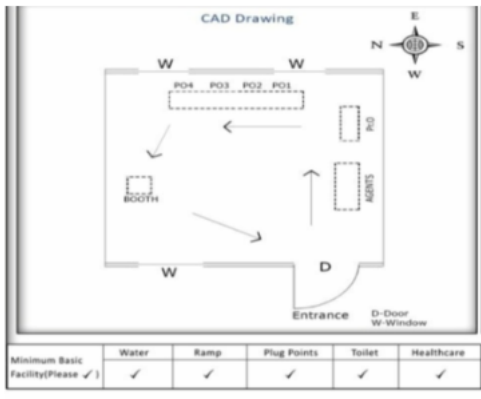 CAD Drawing
E
N S
W
W W
PO4 PO3 PO2 PO1
PrO
AGENTS
BOOTH
W D
Entrance
D-Door
W-Window
Minimum Basic Facility(Please ✓) Water Ramp Plug Points Toilet Healthcare
✓ ✓ ✓ ✓ ✓